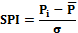 SPI = (Pᵢ − P̅) / σ